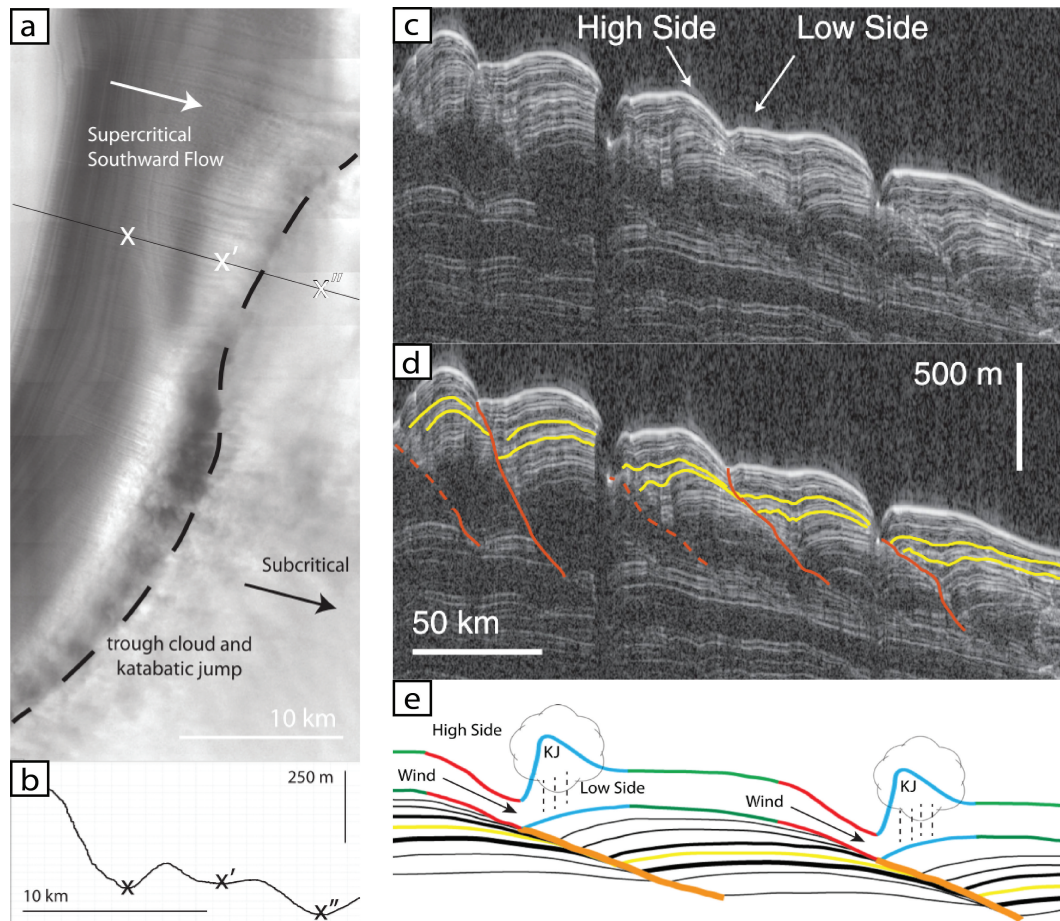 a
Supercritical
Southward Flow
X
X'
X"
Subcritical
trough cloud and
katabatic jump
10 km
b
250 m
10 km
X
X'
X"
c
High Side
Low Side
d
500 m
50 km
e
High Side
KJ
Wind
Low Side
Wind
KJ